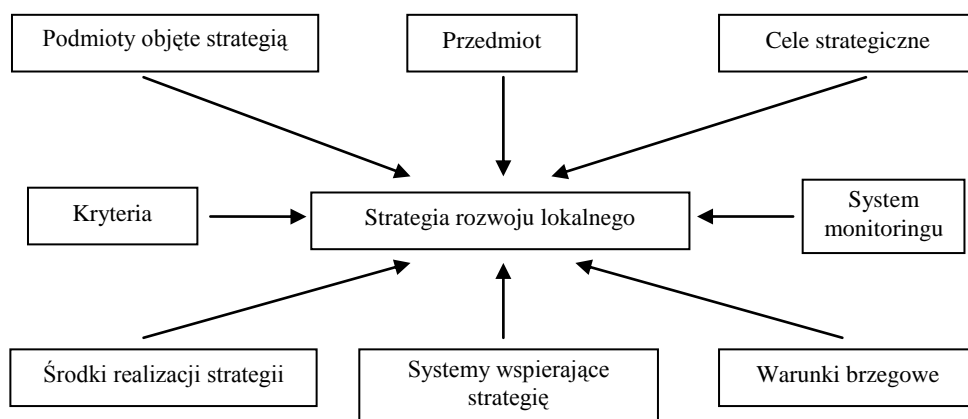 Podmioty objęte strategią
Przedmiot
Cele strategiczne
Kryteria
Strategia rozwoju lokalnego
System
monitoringu
Środki realizacji strategii
Systemy wspierające
strategię
Warunki brzegowe